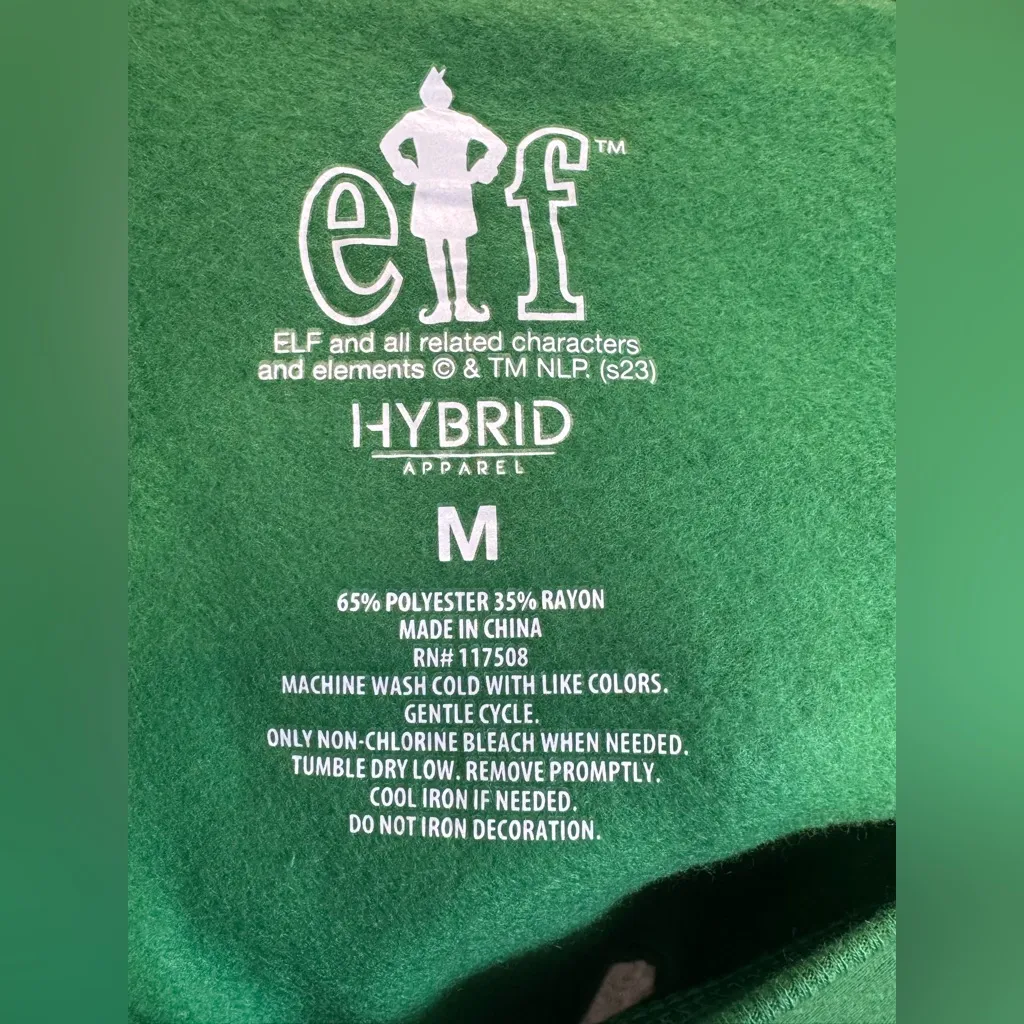 elf™
ELF and all related characters
and elements © & TM NLP. (s23)
HYBRID
APPAREL
M
65% POLYESTER 35% RAYON
MADE IN CHINA
RN# 117508
MACHINE WASH COLD WITH LIKE COLORS.
GENTLE CYCLE.
ONLY NON-CHLORINE BLEACH WHEN NEEDED.
TUMBLE DRY LOW. REMOVE PROMPTLY.
COOL IRON IF NEEDED.
DO NOT IRON DECORATION.